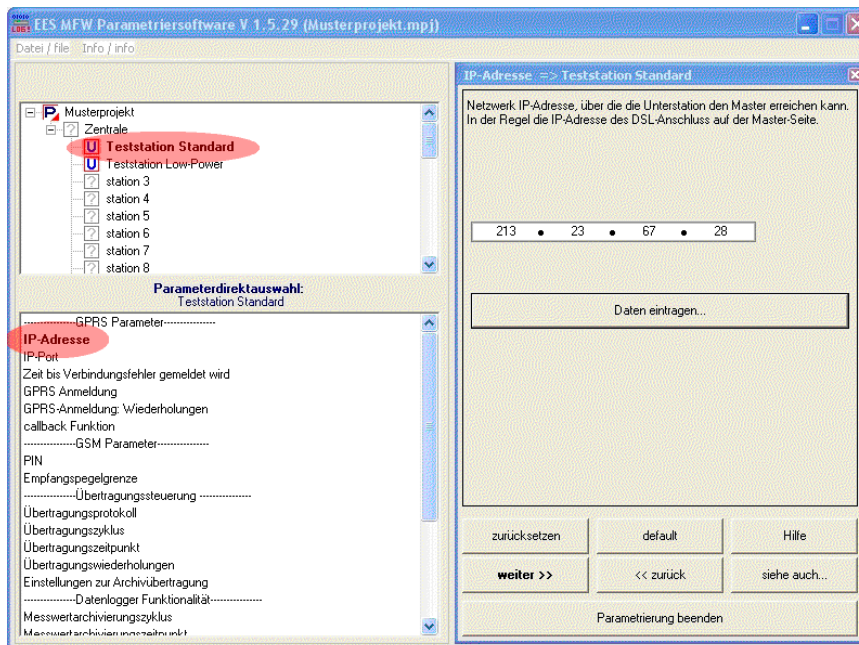 EES MFW Parametriersoftware V 1.5.29 (Musterprojekt.mpj)
Datei / file Info / info
Musterprojekt
Zentrale
U Teststation Standard
U Teststation Low-Power
? station 3
? station 4
? station 5
? station 6
? station 7
? station 8
Parameterdirektauswahl:
Teststation Standard
---------------GPRS Parameter---------------
IP-Adresse
IP-Port
Zeit bis Verbindungsfehler gemeldet wird
GPRS Anmeldung
GPRS-Anmeldung: Wiederholungen
callback Funktion
---------------GSM Parameter---------------
PIN
Empfangspegelgrenze
---------------Übertragungssteuerung ---------------
Übertragungsprotokoll
Übertragungszyklus
Übertragungszeitpunkt
Übertragungswiederholungen
Einstellungen zur Archivübertragung
---------------Datenlogger Funktionalität---------------
Messwertarchivierungszyklus
Messwertarchivierungszeitpunkt
IP-Adresse => Teststation Standard
Netzwerk IP-Adresse, über die die Unterstation den Master erreichen kann.
In der Regel die IP-Adresse des DSL-Anschluss auf der Master-Seite.
213 • 23 • 67 • 28
Daten eintragen...
zurücksetzen default Hilfe
weiter >> << zurück siehe auch...
Parametrierung beenden